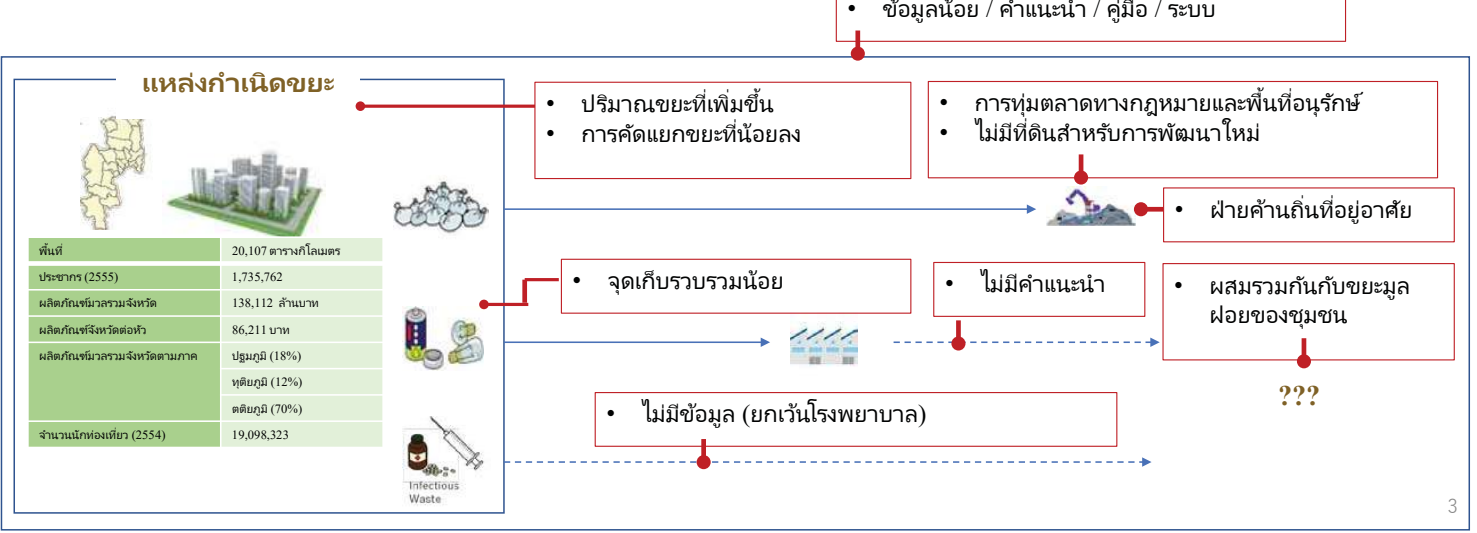 • ข้อมูลน้อย / คำแนะนำ / คู่มือ / ระบบ
แหล่งกำเนิดขยะ
• ปริมาณขยะที่เพิ่มขึ้น
• การคัดแยกขยะที่น้อยลง
• การทุ่มตลาดทางกฎหมายและพื้นที่อนุรักษ์
• ไม่มีที่ดินสำหรับการพัฒนาใหม่
• ฝ่ายค้านถิ่นที่อยู่อาศัย
พื้นที่ 20,107 ตารางกิโลเมตร
ประชากร (2555) 1,735,762
ผลิตภัณฑ์มวลรวมจังหวัด 138,112 ล้านบาท
ผลิตภัณฑ์จังหวัดต่อหัว 86,211 บาท
ผลิตภัณฑ์มวลรวมจังหวัดตามภาค ปฐมภูมิ (18%)
ทุติยภูมิ (12%)
ตติยภูมิ (70%)
จำนวนนักท่องเที่ยว (2554) 19,098,323
• จุดเก็บรวบรวมน้อย
• ไม่มีคำแนะนำ
• ผสมรวมกันกับขยะมูล
ฝอยของชุมชน
???
• ไม่มีข้อมูล (ยกเว้นโรงพยาบาล)
Infectious
Waste
3